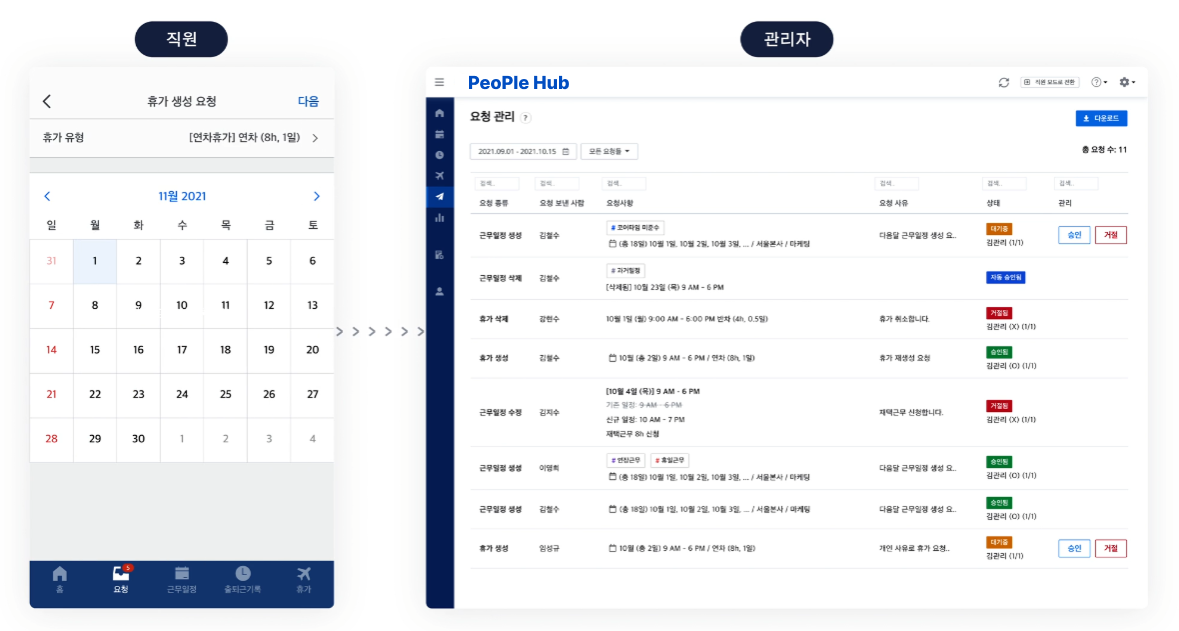 직원
관리자
휴가 생성 요청
다음
휴가 유형
[연차휴가] 연차 (8h, 1일)
11월 2021
일 월 화 수 목 금 토
31 1 2 3 4 5 6
7 8 9 10 11 12 13
14 15 16 17 18 19 20
21 22 23 24 25 26 27
28 29 30 1 2 3 4
5
홈 요청 근무일정 출퇴근기록 휴가
PeoPle Hub
직원 모드로 전환
요청 관리 ?
다운로드
2021.09.01 - 2021.10.15
모든 요청들
총 요청 수: 11
검색.. 검색.. 검색.. 검색.. 검색.. 검색..
요청 종류 요청 보낸 사람 요청사항 요청 사유 상태 관리
근무일정 생성 김철수
# 코어타임 미준수
(총 18일) 10월 1일, 10월 2일, 10월 3일, ... / 서울본사 / 마케팅
다음달 근무일정 생성 요..
대기중
김관리 (1/1)
승인 거절
근무일정 삭제 김철수
# 과거일정
[삭제됨] 10월 23일 (목) 9 AM - 6 PM
자동 승인됨
휴가 삭제 강현수 10월 1일 (월) 9:00 AM - 6:00 PM 반차 (4h, 0.5일) 휴가 취소합니다.
거절됨
김관리 (X) (1/1)
휴가 생성 김철수 10월 (총 2일) 9 AM - 6 PM / 연차 (8h, 1일) 휴가 재생성 요청
승인됨
김관리 (O) (1/1)
근무일정 수정 김지수
[10월 4일 (목)] 9 AM - 6 PM
기존 일정: 9 AM - 6 PM
신규 일정: 10 AM - 7 PM
재택근무 8h 신청
재택근무 신청합니다.
거절됨
김관리 (X) (1/1)
근무일정 생성 이영희
# 연장근무 # 휴일근무
(총 18일) 10월 1일, 10월 2일, 10월 3일, ... / 서울본사 / 마케팅
다음달 근무일정 생성 요..
승인됨
김관리 (O) (1/1)
근무일정 생성 김철수 (총 18일) 10월 1일, 10월 2일, 10월 3일, ... / 서울본사 / 마케팅 다음달 근무일정 생성 요..
승인됨
김관리 (O) (1/1)
휴가 생성 임성규 10월 (총 2일) 9 AM - 6 PM / 연차 (8h, 1일) 개인 사유로 휴가 요청..
대기중
김관리 (1/1)
승인 거절